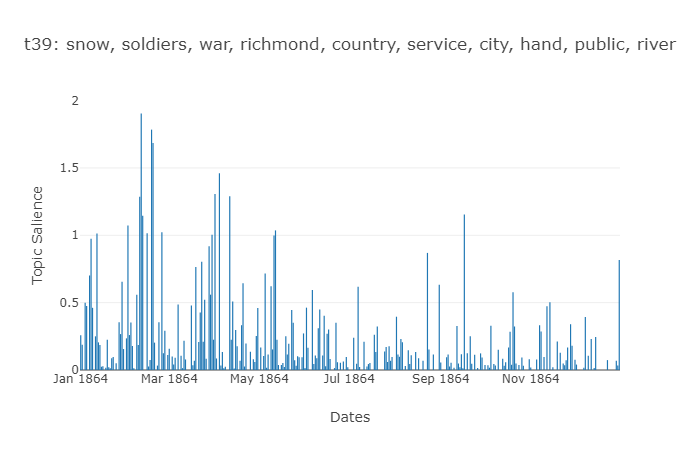 t39: snow, soldiers, war, richmond, country, service, city, hand, public, river
2
1.5
1
0.5
0
Topic Salience
Jan 1864 Mar 1864 May 1864 Jul 1864 Sep 1864 Nov 1864
Dates